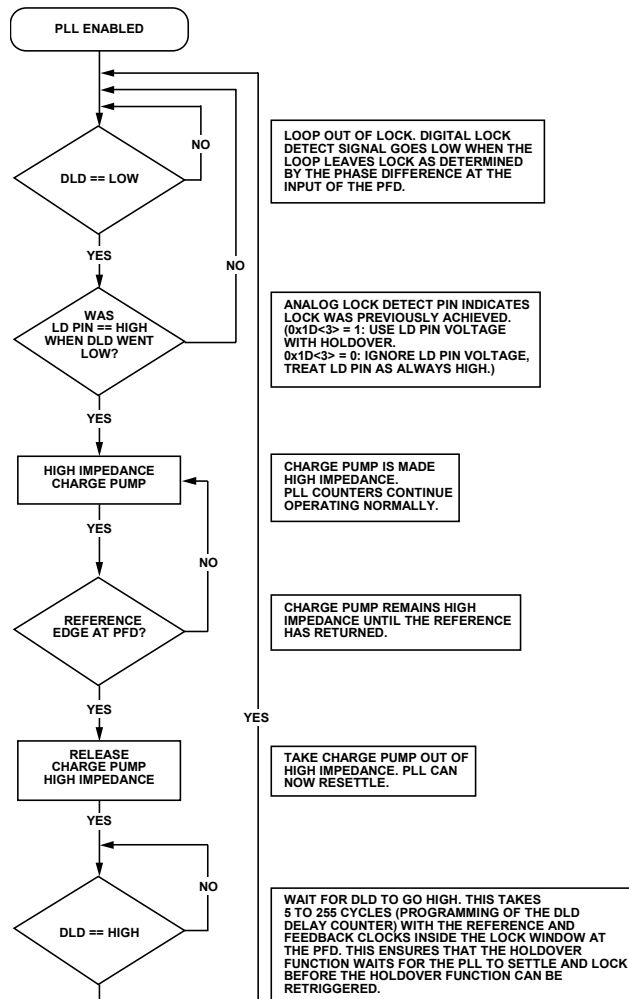 PLL ENABLED
NO
LOOP OUT OF LOCK. DIGITAL LOCK
DETECT SIGNAL GOES LOW WHEN THE
LOOP LEAVES LOCK AS DETERMINED
BY THE PHASE DIFFERENCE AT THE
INPUT OF THE PFD.
DLD == LOW
YES
NO
WAS
LD PIN == HIGH
WHEN DLD WENT
LOW?
ANALOG LOCK DETECT PIN INDICATES
LOCK WAS PREVIOUSLY ACHIEVED.
(0x1D<3> = 1: USE LD PIN VOLTAGE
WITH HOLDOVER.
0x1D<3> = 0: IGNORE LD PIN VOLTAGE,
TREAT LD PIN AS ALWAYS HIGH.)
YES
HIGH IMPEDANCE
CHARGE PUMP
CHARGE PUMP IS MADE
HIGH IMPEDANCE.
PLL COUNTERS CONTINUE
OPERATING NORMALLY.
YES
NO
REFERENCE
EDGE AT PFD?
CHARGE PUMP REMAINS HIGH
IMPEDANCE UNTIL THE REFERENCE
HAS RETURNED.
YES
YES
RELEASE
CHARGE PUMP
HIGH IMPEDANCE
TAKE CHARGE PUMP OUT OF
HIGH IMPEDANCE. PLL CAN
NOW RESETTLE.
YES
NO
DLD == HIGH
WAIT FOR DLD TO GO HIGH. THIS TAKES
5 TO 255 CYCLES (PROGRAMMING OF THE DLD
DELAY COUNTER) WITH THE REFERENCE AND
FEEDBACK CLOCKS INSIDE THE LOCK WINDOW AT
THE PFD. THIS ENSURES THAT THE HOLDOVER
FUNCTION WAITS FOR THE PLL TO SETTLE AND LOCK
BEFORE THE HOLDOVER FUNCTION CAN BE
RETRIGGERED.